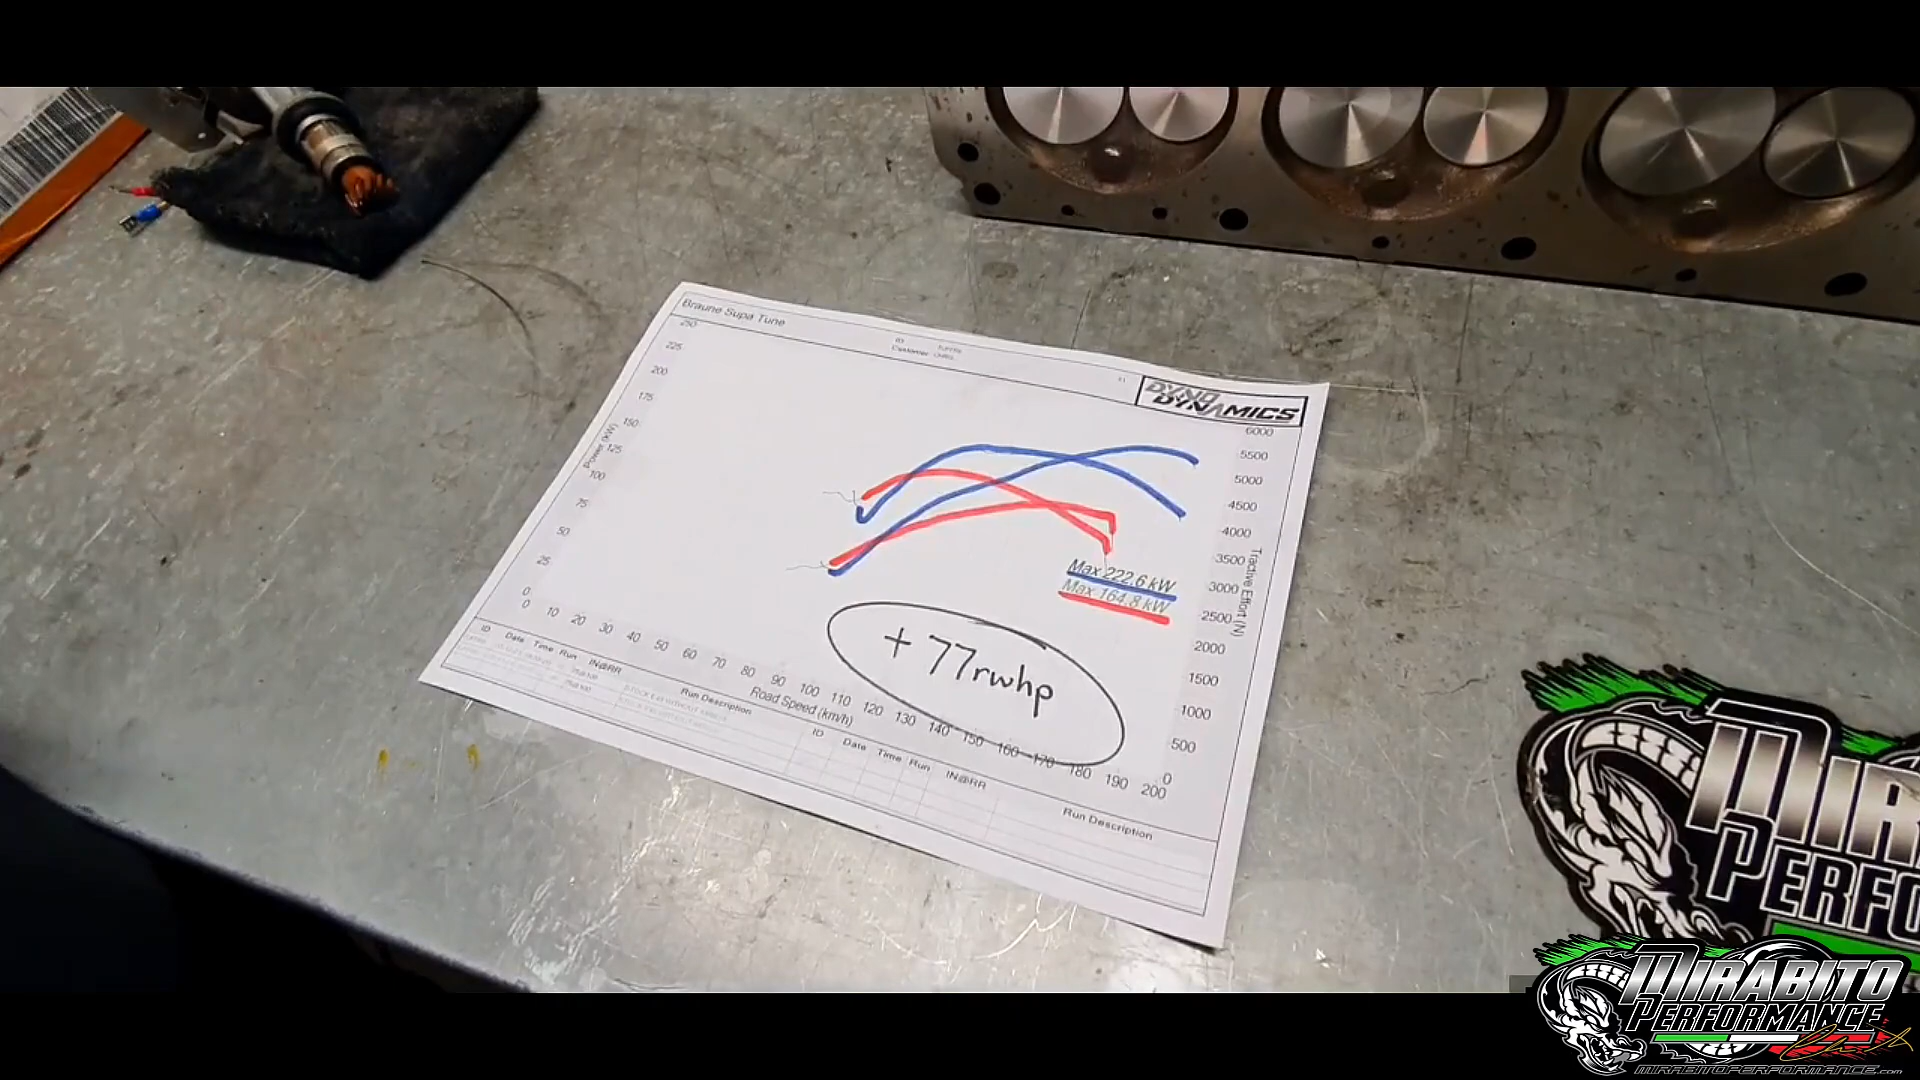 Braune Supa Tune
ID
Customer
DYNO
DYNAMICS
250
225
200
175
150
125
100
75
50
25
0
Power (kW)
6000
5500
5000
4500
4000
3500
3000
2500
2000
1500
1000
500
0
Tractive Effort (N)
Max 222.6 kW
Max 164.8 kW
+ 77rwhp
0 10 20 30 40 50 60 70 80 90 100 110 120 130 140 150 160 170 180 190 200
Road Speed (km/h)
ID Date Time Run IN@RR Run Description
ID Date Time Run IN@RR Run Description
MIRABITO
PERFORMANCE
MIRABITOPERFORMANCE.com